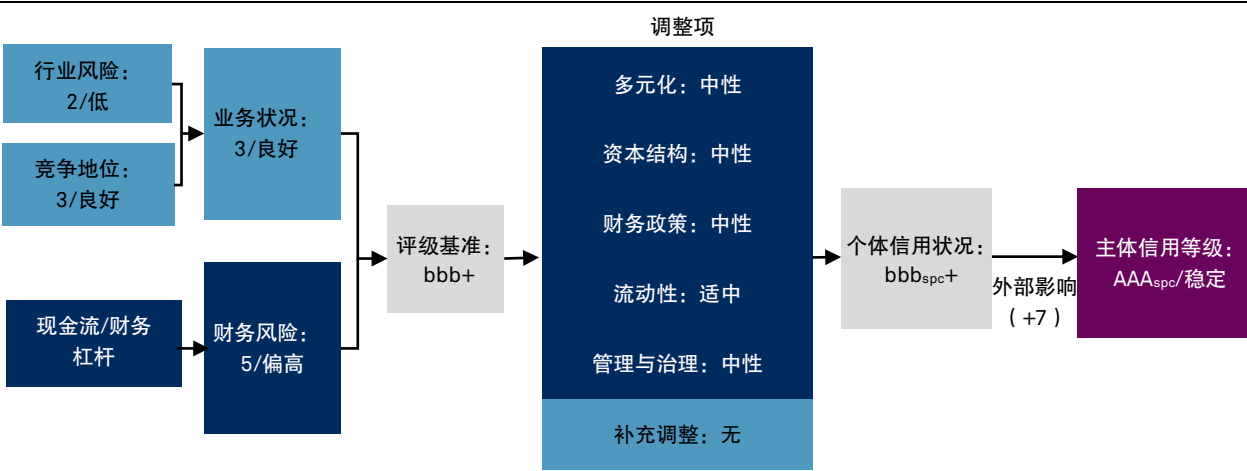 调整项
行业风险：
2/低
竞争地位：
3/良好
业务状况：
3/良好
现金流/财务
杠杆
财务风险：
5/偏高
评级基准：
bbb+
多元化：中性
资本结构：中性
财务政策：中性
流动性：适中
管理与治理：中性
补充调整：无
个体信用状况：
bbbspc+
外部影响
（+7）
主体信用等级：
AAAspc/稳定